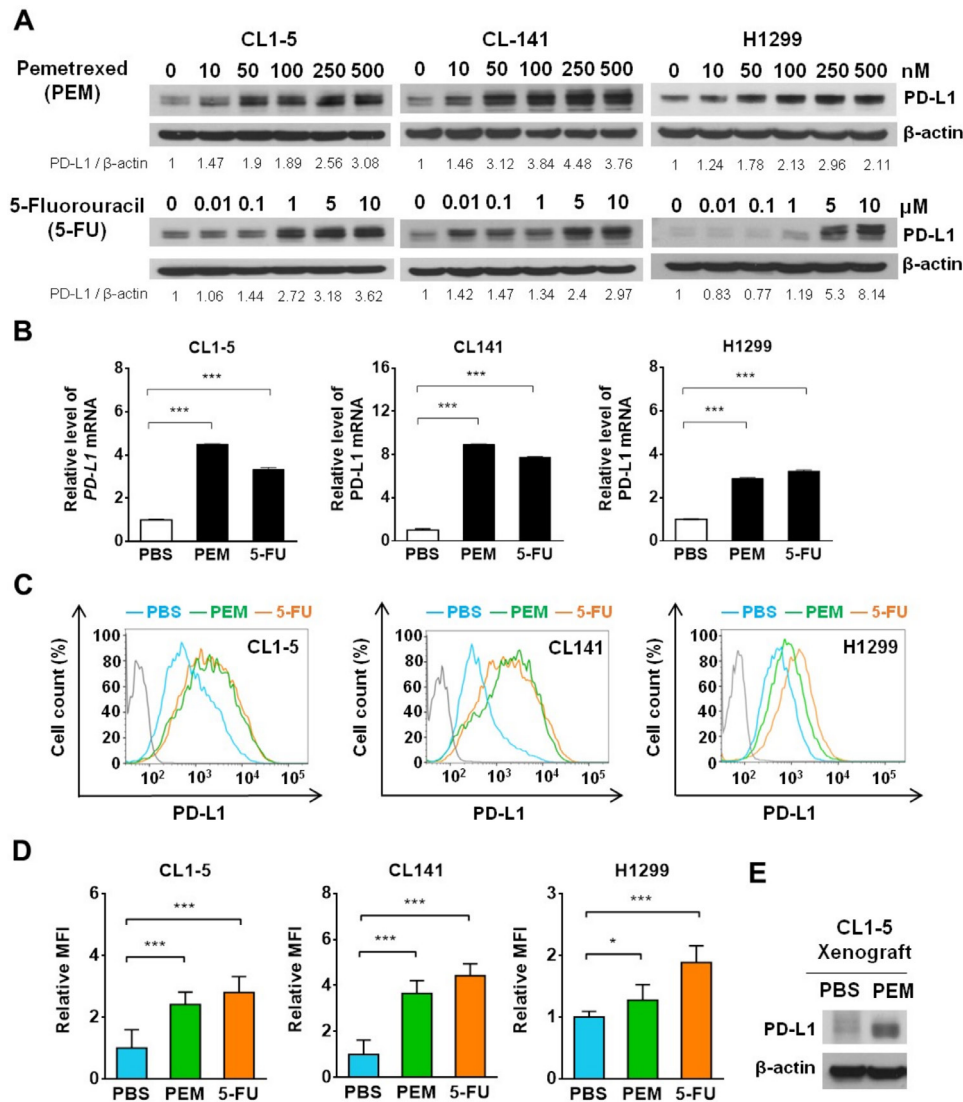 A
CL1-5 CL-141 H1299
Pemetrexed (PEM) 0 10 50 100 250 500 0 10 50 100 250 500 0 10 50 100 250 500 nM
PD-L1
β-actin
PD-L1 / β-actin 1 1.47 1.9 1.89 2.56 3.08 1 1.46 3.12 3.84 4.48 3.76 1 1.24 1.78 2.13 2.96 2.11
5-Fluorouracil (5-FU) 0 0.01 0.1 1 5 10 0 0.01 0.1 1 5 10 0 0.01 0.1 1 5 10 µM
PD-L1
β-actin
PD-L1 / β-actin 1 1.06 1.44 2.72 3.18 3.62 1 1.42 1.47 1.34 2.4 2.97 1 0.83 0.77 1.19 5.3 8.14
B
CL1-5
Relative level of
PD-L1 mRNA
8
6
4
2
0
***
***
PBS PEM 5-FU
CL141
Relative level of
PD-L1 mRNA
16
12
8
4
0
***
***
PBS PEM 5-FU
H1299
Relative level of
PD-L1 mRNA
8
6
4
2
0
***
***
PBS PEM 5-FU
C
PBS PEM 5-FU
CL1-5
Cell count (%)
100
80
60
40
20
0
10² 10³ 10⁴ 10⁵
PD-L1
PBS PEM 5-FU
CL141
Cell count (%)
100
80
60
40
20
0
10² 10³ 10⁴ 10⁵
PD-L1
PBS PEM 5-FU
H1299
Cell count (%)
100
80
60
40
20
0
10² 10³ 10⁴ 10⁵
PD-L1
D
CL1-5
Relative MFI
6
4
2
0
***
***
PBS PEM 5-FU
CL141
Relative MFI
8
6
4
2
0
***
***
PBS PEM 5-FU
H1299
Relative MFI
3
2
1
0
***
*
PBS PEM 5-FU
E
CL1-5
Xenograft
PBS PEM
PD-L1
β-actin